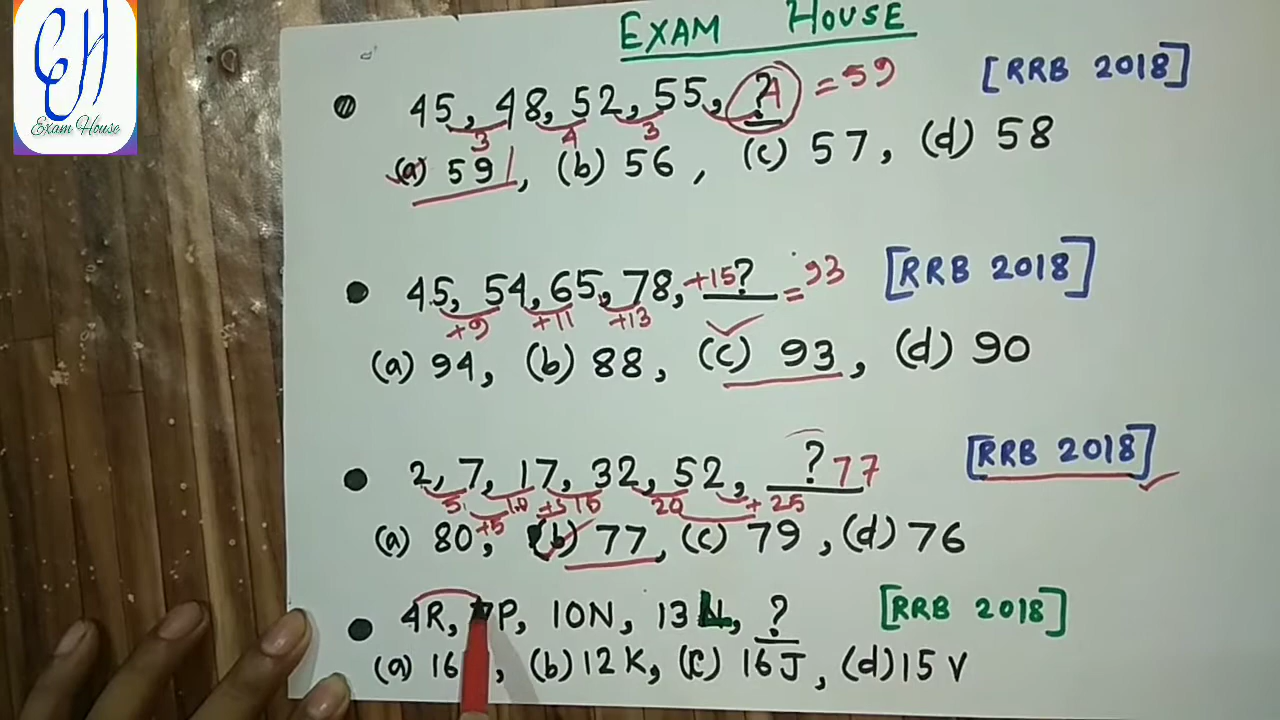 EXAM HOUSE
EH
Exam House
45, 48, 52, 55, ? 4 = 59 [RRB 2018]
3 4 3
(a) 59, (b) 56, (c) 57, (d) 58
45, 54, 65, 78, +15 ? = 93 [RRB 2018]
+9 +11 +13
(a) 94, (b) 88, (c) 93, (d) 90
2, 7, 17, 32, 52, ? 77 [RRB 2018]
5 10 +5 15 20 + 25
+5
(a) 80, (b) 77, (c) 79, (d) 76
4R, P, 10N, 13 , ? [RRB 2018]
(a) 16 , (b) 12K, (c) 16J, (d) 15V